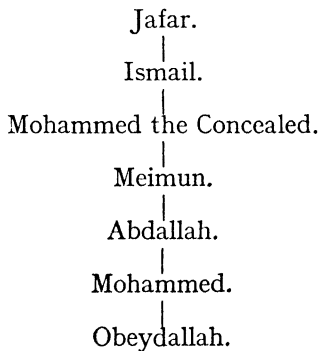 Jafar.
Ismail.
Mohammed the Concealed.
Meimun.
Abdallah.
Mohammed.
Obeydallah.